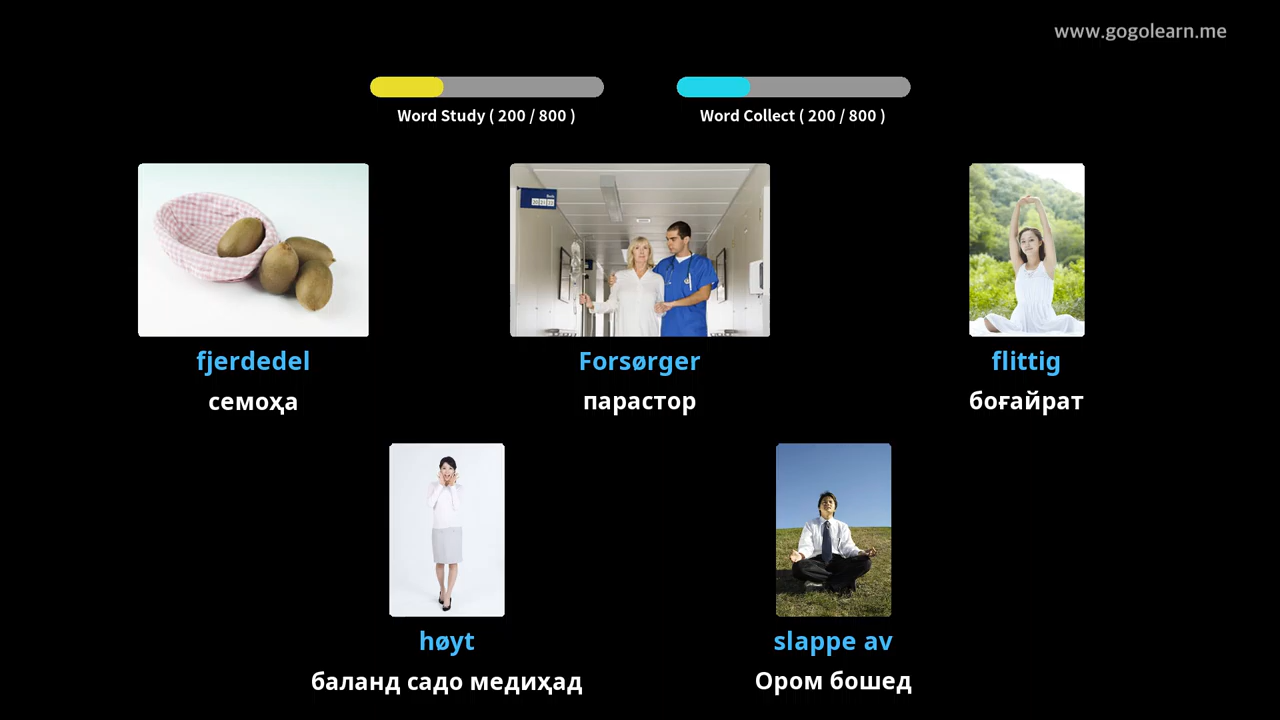 www.gogolearn.me
Word Study ( 200 / 800 )
Word Collect ( 200 / 800 )
fjerdedel
Forsørger
flittig
семоҳа
парастор
боғайрат
høyt
slappe av
баланд садо медиҳад
Ором бошед